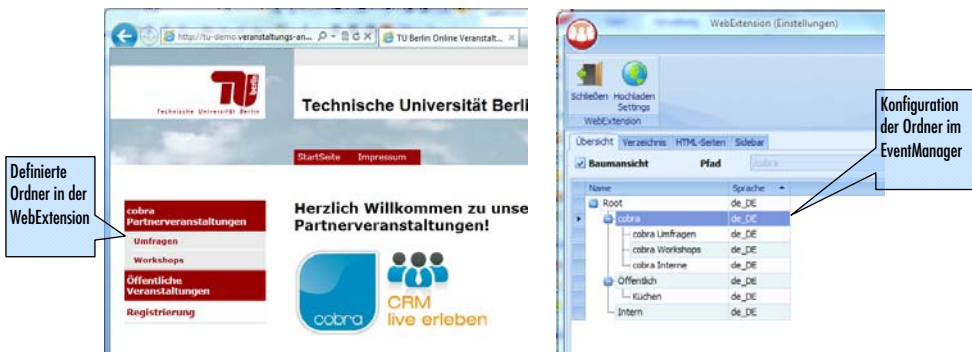 http://tu-demo.veranstaltungs-an...
TU Berlin Online Veranstalt...
berlin
Technische Universität Berlin
Technische Universität Berli
StartSeite Impressum
Definierte
Ordner in der
WebExtension
cobra
Partnerveranstaltungen
Umfragen
Workshops
Öffentliche
Veranstaltungen
Registrierung
Herzlich Willkommen zu unse
Partnerveranstaltungen!
cobra
CRM
live erleben
WebExtension (Einstellungen)
Schließen Hochladen
Settings
WebExtension
Übersicht Verzeichnis HTML-Seiten Sidebar
Baumansicht Pfad /cobra
Name Sprache
Root de_DE
cobra de_DE
cobra Umfragen de_DE
cobra Workshops de_DE
cobra Interne de_DE
Öffentlich de_DE
Küchen de_DE
Intern de_DE
Konfiguration
der Ordner im
EventManager